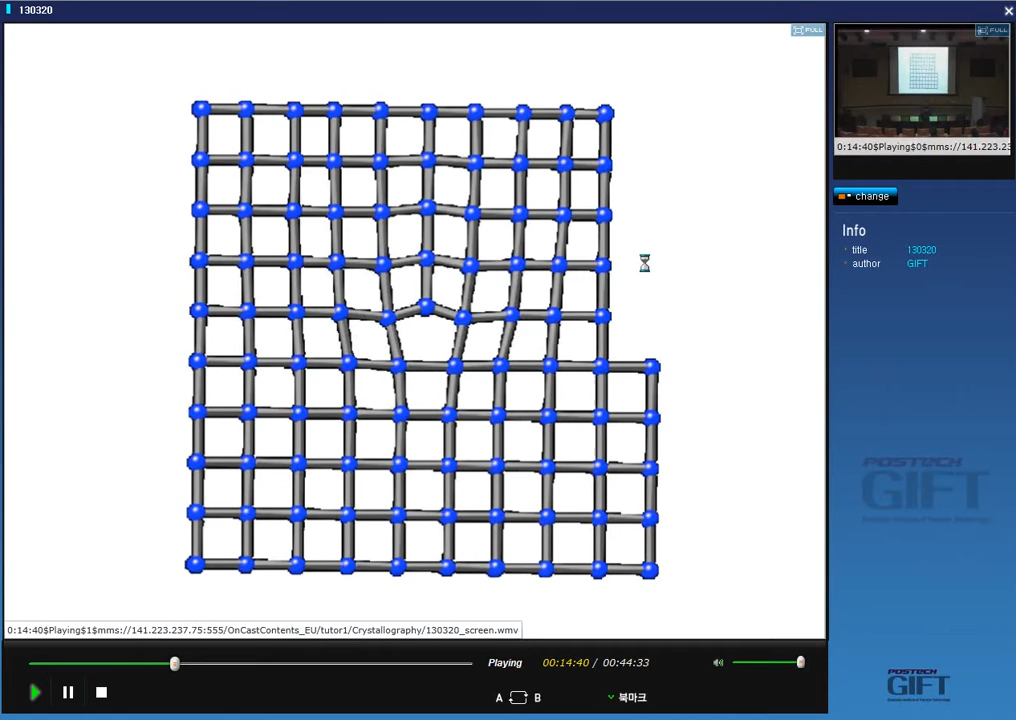 130320
FULL
FULL
0:14:40$Playing$0$mms://141.223.23
change
Info
title 130320
author GIFT
POSTECH
GIFT
0:14:40$Playing$1$mms://141.223.237.75:555/OnCastContents_EU/tutor1/Crystallography/130320_screen.wmv
Playing 00:14:40 / 00:44:33
A B 북마크
POSTECH
GIFT